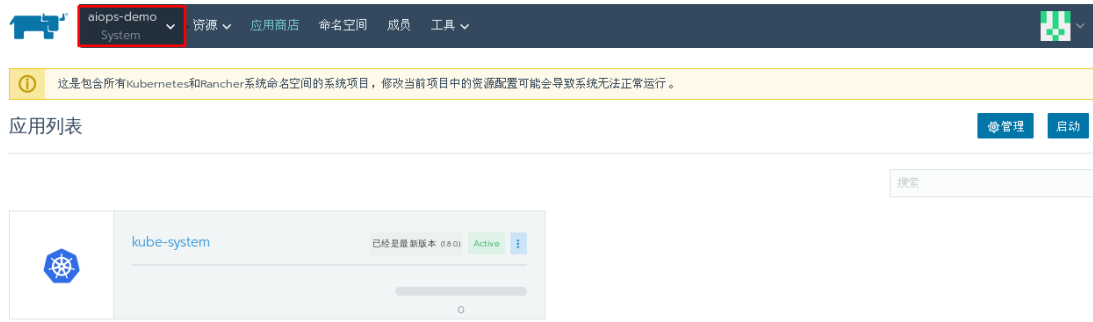 aiops-demo
System
资源 应用商店 命名空间 成员 工具
这是包含所有Kubernetes和Rancher系统命名空间的系统项目，修改当前项目中的资源配置可能会导致系统无法正常运行。
应用列表
管理 启动
搜索
kube-system
已经是最新版本 (1.8.0) Active
0